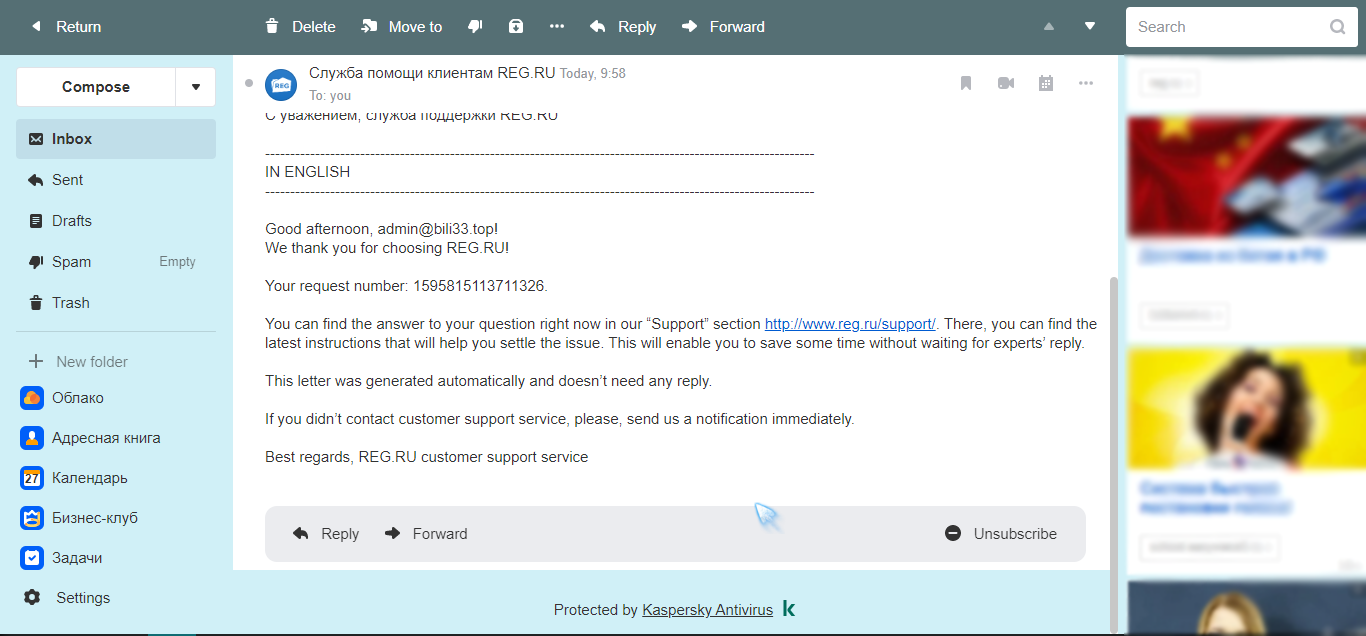 Return
Delete
Move to
Reply
Forward
Search
Compose
Inbox
Sent
Drafts
Spam Empty
Trash
New folder
Облако
Адресная книга
27 Календарь
Бизнес-клуб
Задачи
Settings
REG
Служба помощи клиентам REG.RU Today, 9:58
To: you
С уважением, служба поддержки REG.RU
--------------------------------------------------------------------------------------------------------------
IN ENGLISH
--------------------------------------------------------------------------------------------------------------
Good afternoon, admin@bili33.top!
We thank you for choosing REG.RU!
Your request number: 1595815113711326.
You can find the answer to your question right now in our “Support” section http://www.reg.ru/support/. There, you can find the
latest instructions that will help you settle the issue. This will enable you to save some time without waiting for experts’ reply.
This letter was generated automatically and doesn’t need any reply.
If you didn’t contact customer support service, please, send us a notification immediately.
Best regards, REG.RU customer support service
Reply
Forward
Unsubscribe
Protected by Kaspersky Antivirus